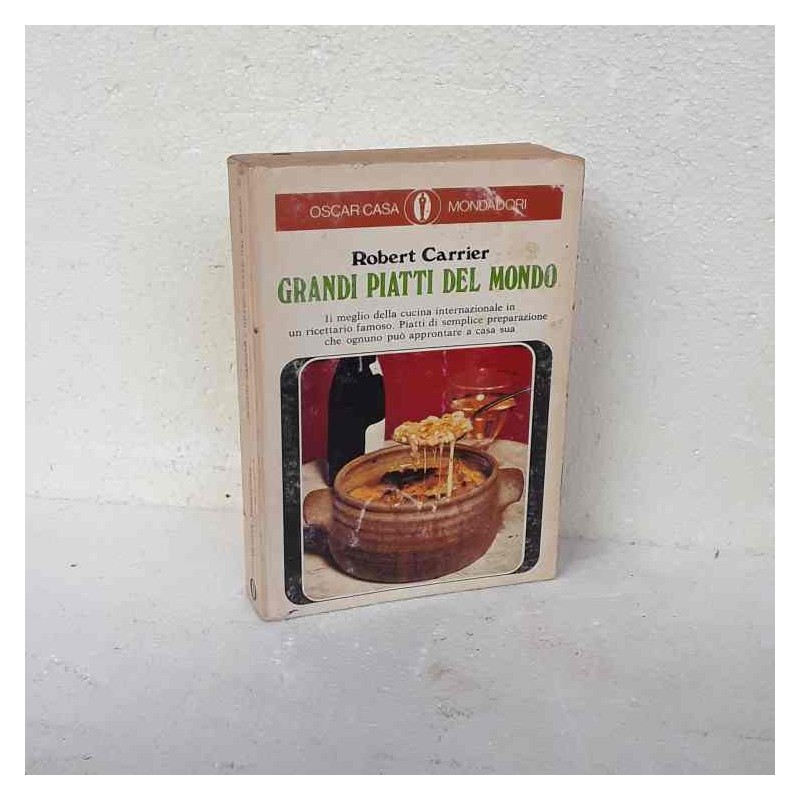 OSCAR CASA MONDADORI
Robert Carrier
GRANDI PIATTI DEL MONDO
Il meglio della cucina internazionale in
un ricettario famoso. Piatti di semplice preparazione
che ognuno può approntare a casa sua